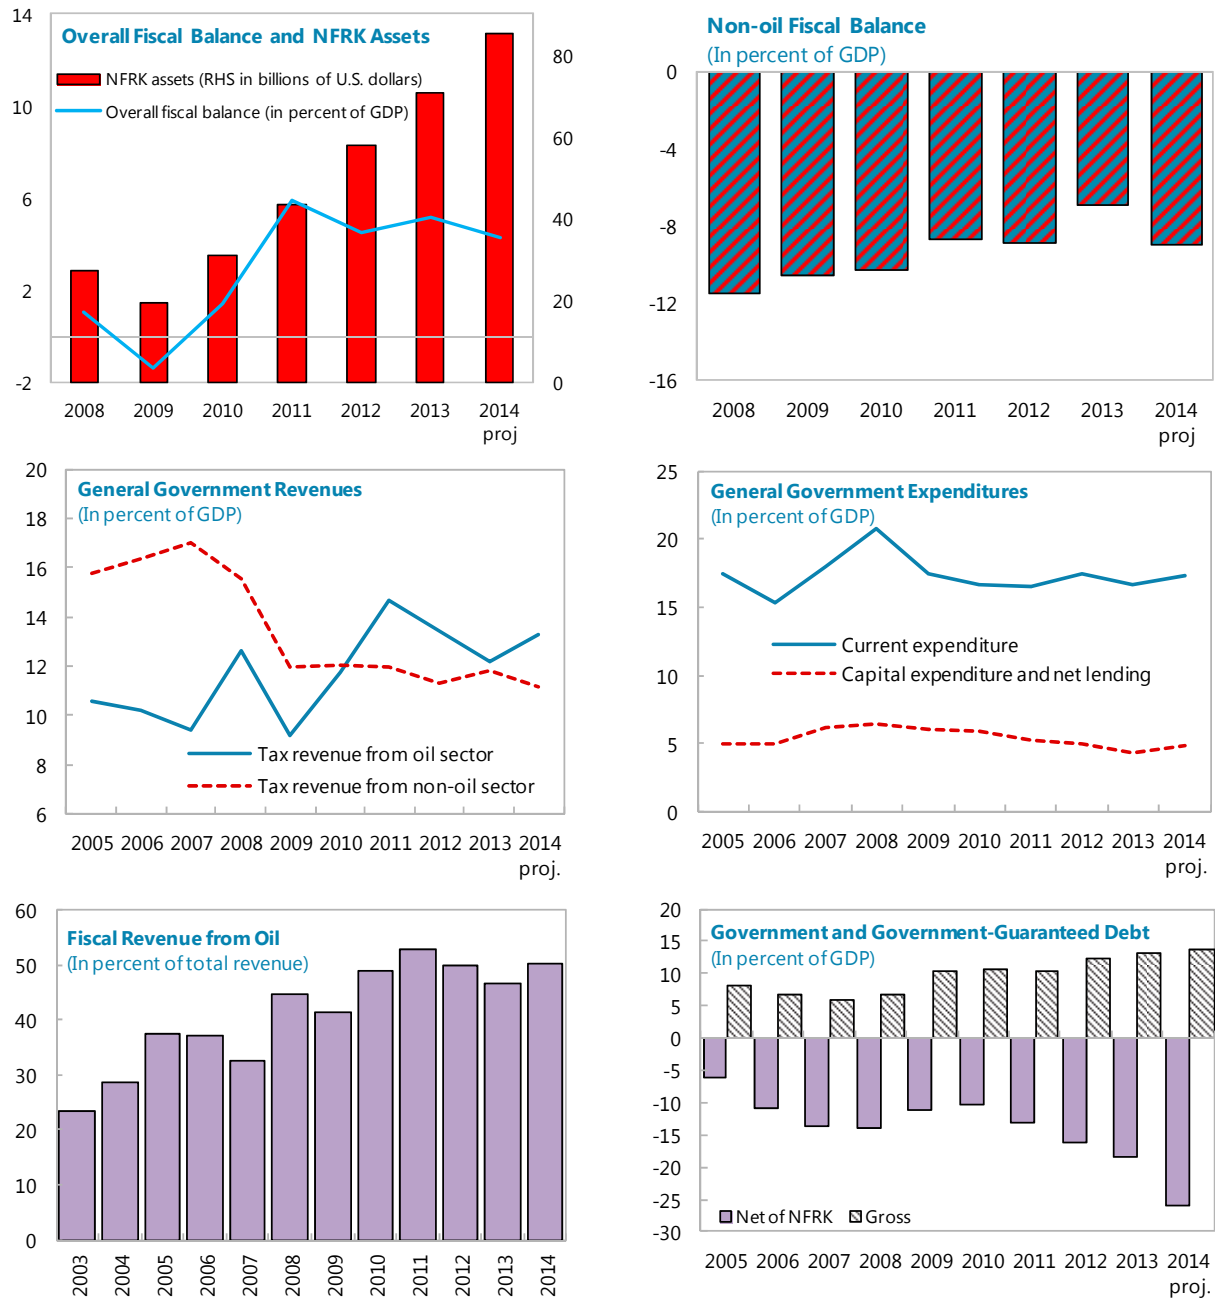 Overall Fiscal Balance and NFRK Assets
NFRK assets (RHS in billions of U.S. dollars)
Overall fiscal balance (in percent of GDP)
14
10
6
2
-2
80
60
40
20
0
2008 2009 2010 2011 2012 2013 2014
proj
Non-oil Fiscal Balance
(In percent of GDP)
0
-4
-8
-12
-16
2008 2009 2010 2011 2012 2013 2014
proj
General Government Revenues
(In percent of GDP)
20
18
16
14
12
10
8
6
Tax revenue from oil sector
Tax revenue from non-oil sector
2005 2006 2007 2008 2009 2010 2011 2012 2013 2014
proj.
General Government Expenditures
(In percent of GDP)
25
20
15
10
5
0
Current expenditure
Capital expenditure and net lending
2005 2006 2007 2008 2009 2010 2011 2012 2013 2014
proj.
Fiscal Revenue from Oil
(In percent of total revenue)
60
50
40
30
20
10
0
2003 2004 2005 2006 2007 2008 2009 2010 2011 2012 2013 2014
Government and Government-Guaranteed Debt
(In percent of GDP)
20
15
10
5
0
-5
-10
-15
-20
-25
-30
Net of NFRK Gross
2005 2006 2007 2008 2009 2010 2011 2012 2013 2014
proj.